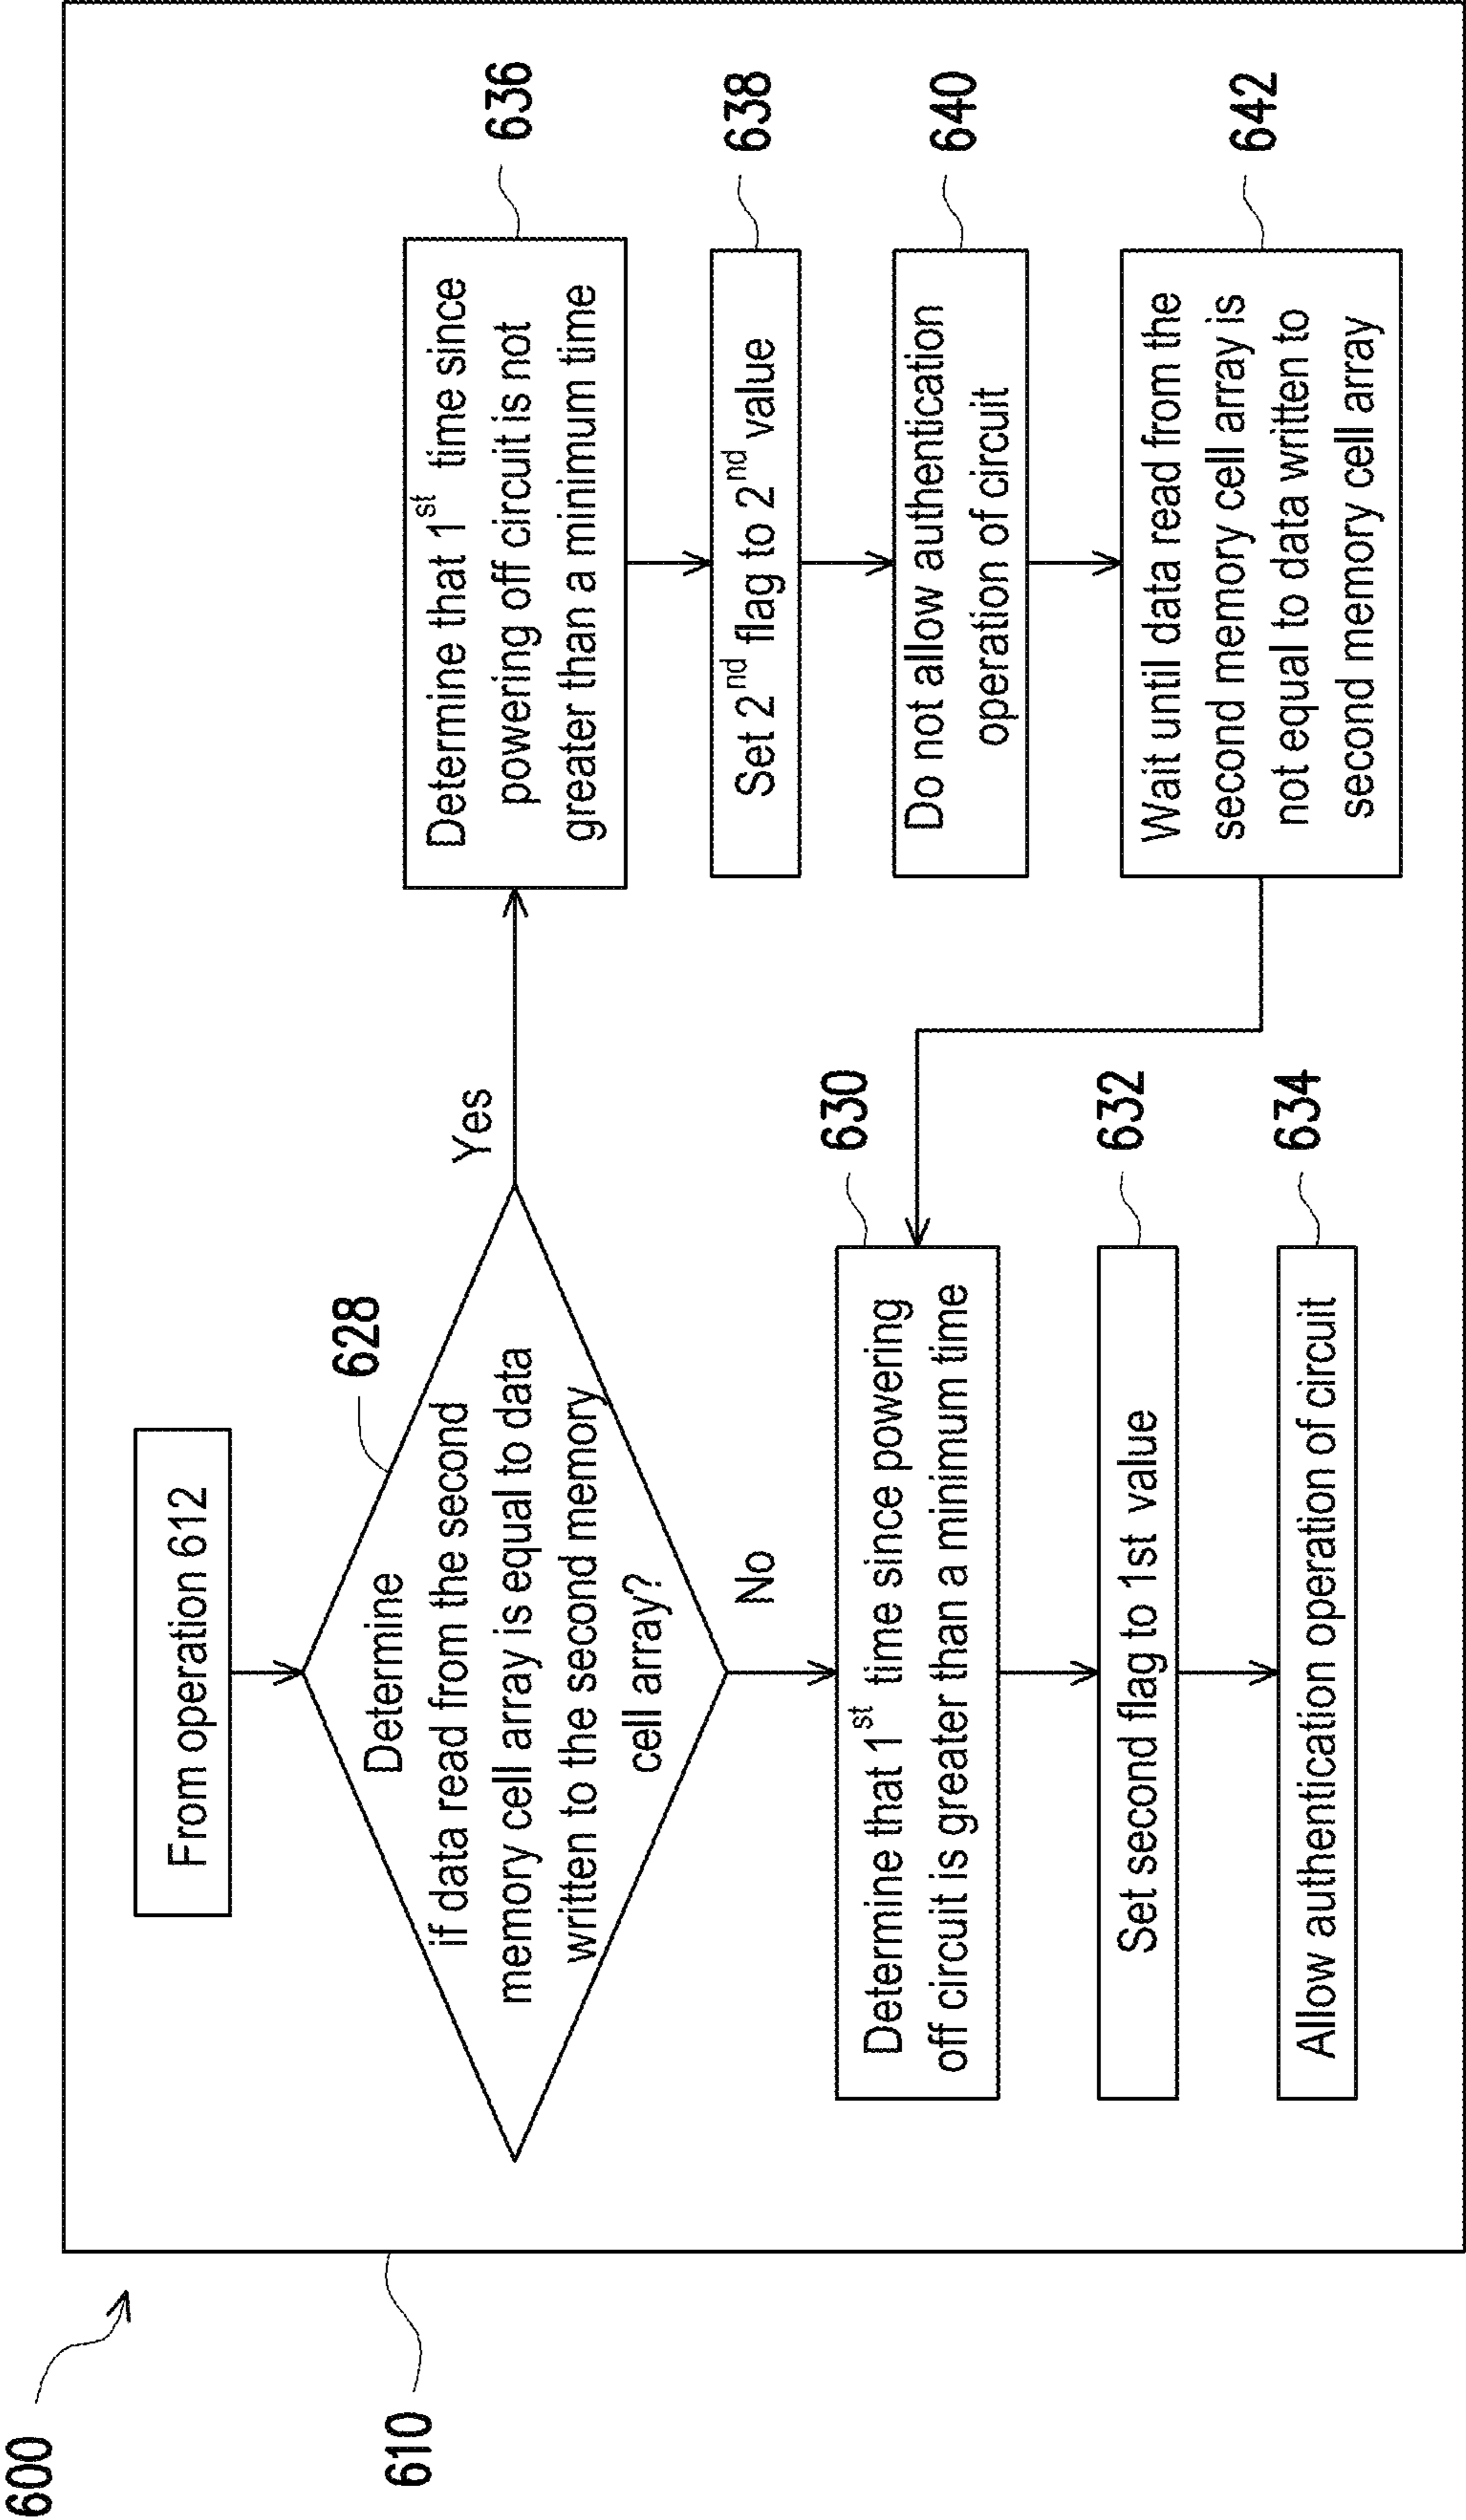 600
610
From operation 612
628
Determine
if data read from the second
memory cell array is equal to data
written to the second memory
cell array?
Yes
No
630
Determine that 1st time since powering
off circuit is greater than a minimum time
632
Set second flag to 1st value
634
Allow authentication operation of circuit
636
Determine that 1st time since
powering off circuit is not
greater than a minimum time
638
Set 2nd flag to 2nd value
640
Do not allow authentication
operation of circuit
642
Wait until data read from the
second memory cell array is
not equal to data written to
second memory cell array